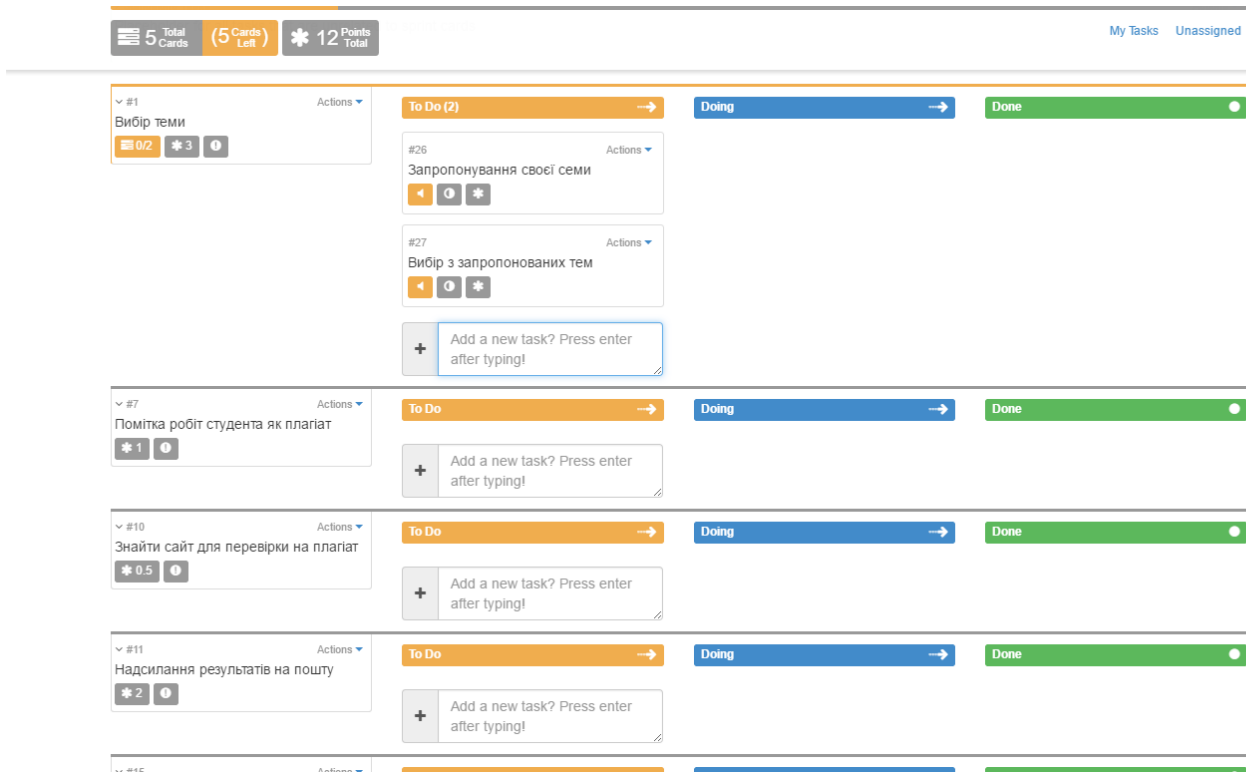 5 Total Cards (5 Cards Left) 12 Points Total
My Tasks Unassigned
#1 Actions
Вибір теми
0/2 3
To Do (2) Doing Done
#26 Actions
Запропонування своєї семи
#27 Actions
Вибір з запропонованих тем
Add a new task? Press enter
after typing!
#7 Actions
Помітка робіт студента як плагіат
1
To Do Doing Done
Add a new task? Press enter
after typing!
#10 Actions
Знайти сайт для перевірки на плагіат
0.5
To Do Doing Done
Add a new task? Press enter
after typing!
#11 Actions
Надсилання результатів на пошту
2
To Do Doing Done
Add a new task? Press enter
after typing!
#15 Actions